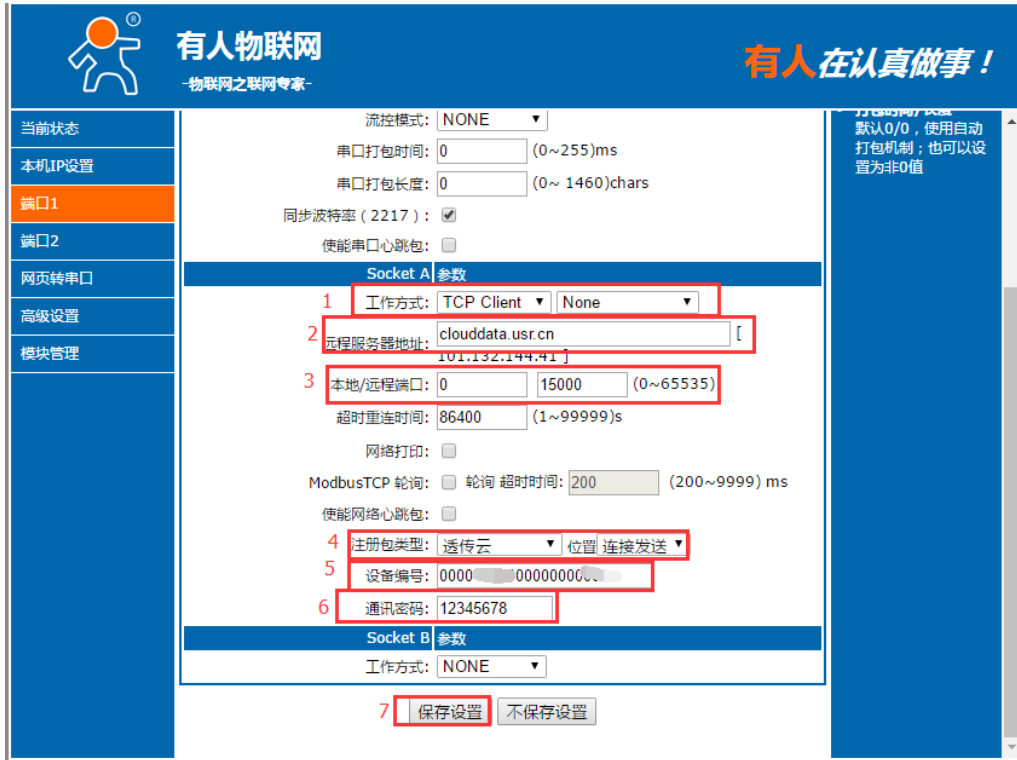 ®
有人物联网
-物联网之联网专家-
有人在认真做事！
当前状态
本机IP设置
端口1
端口2
网页转串口
高级设置
模块管理
流控模式: NONE
串口打包时间: 0 (0~255)ms
串口打包长度: 0 (0~ 1460)chars
同步波特率（2217）:
使能串口心跳包:
Socket A 参数
1 工作方式: TCP Client None
2 远程服务器地址: clouddata.usr.cn [
101.132.144.41 ]
3 本地/远程端口: 0 15000 (0~65535)
超时重连时间: 86400 (1~99999)s
网络打印:
ModbusTCP 轮询: 轮询 超时时间: 200 (200~9999) ms
使能网络心跳包:
4 注册包类型: 透传云 位置 连接发送
5 设备编号: 0000 000000000
6 通讯密码: 12345678
Socket B 参数
工作方式: NONE
7 保存设置 不保存设置
打包时间/长度
默认0/0，使用自动
打包机制；也可以设
置为非0值